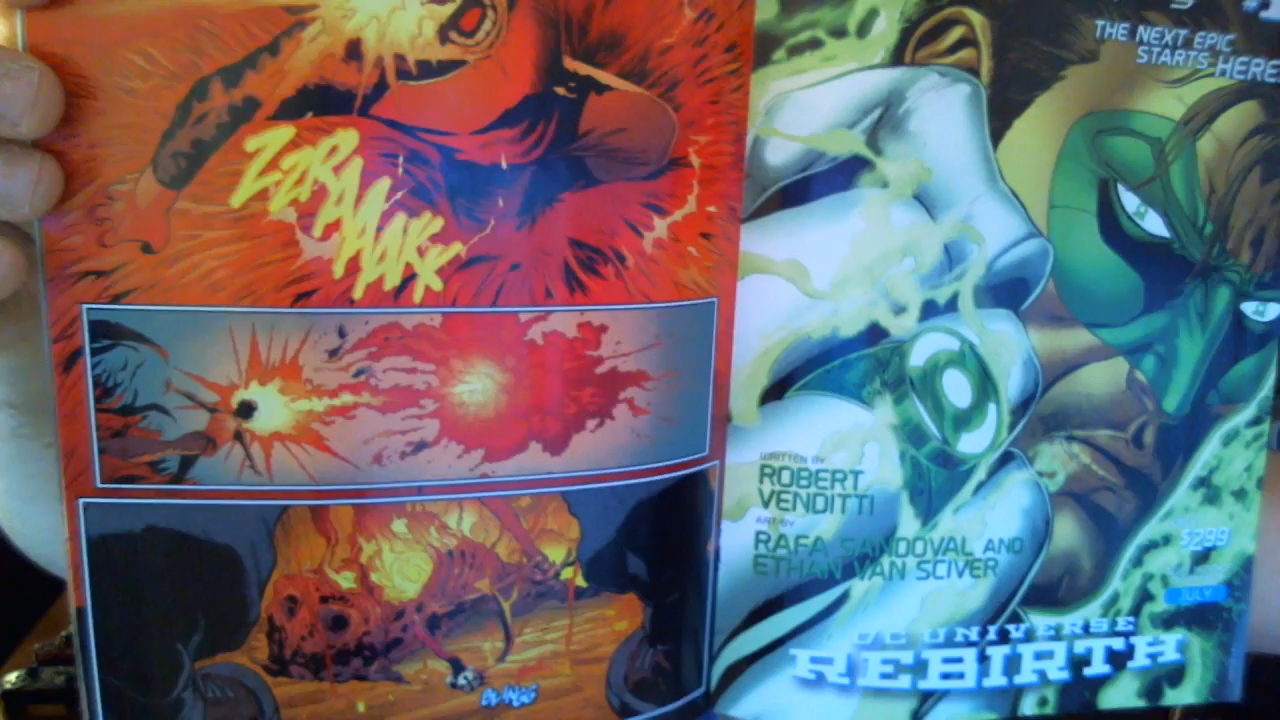 ZZRAAAAKK
THE NEXT EPIC
STARTS HERE
WRITTEN BY
ROBERT
VENDITTI
ART BY
RAFA SANDOVAL AND
ETHAN VAN SCIVER
$2.99
JULY
DC UNIVERSE
REBIRTH